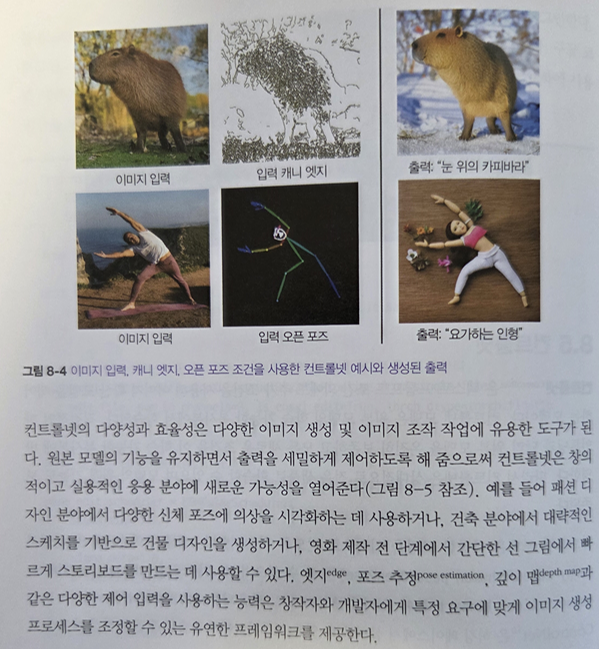 이미지 입력
입력 캐니 엣지
출력: “눈 위의 카피바라”
이미지 입력
입력 오픈 포즈
출력: “요가하는 인형”
그림 8-4 이미지 입력, 캐니 엣지, 오픈 포즈 조건을 사용한 컨트롤넷 예시와 생성된 출력
컨트롤넷의 다양성과 효율성은 다양한 이미지 생성 및 이미지 조작 작업에 유용한 도구가 된
다. 원본 모델의 기능을 유지하면서 출력을 세밀하게 제어하도록 해 줌으로써 컨트롤넷은 창의
적이고 실용적인 응용 분야에 새로운 가능성을 열어준다(그림 8-5 참조). 예를 들어 패션 디
자인 분야에서 다양한 신체 포즈에 의상을 시각화하는 데 사용하거나, 건축 분야에서 대략적인
스케치를 기반으로 건물 디자인을 생성하거나, 영화 제작 전 단계에서 간단한 선 그림에서 빠
르게 스토리보드를 만드는 데 사용할 수 있다. 엣지edge, 포즈 추정pose estimation, 깊이 맵depth map과
같은 다양한 제어 입력을 사용하는 능력은 창작자와 개발자에게 특정 요구에 맞게 이미지 생성
프로세스를 조정할 수 있는 유연한 프레임워크를 제공한다.